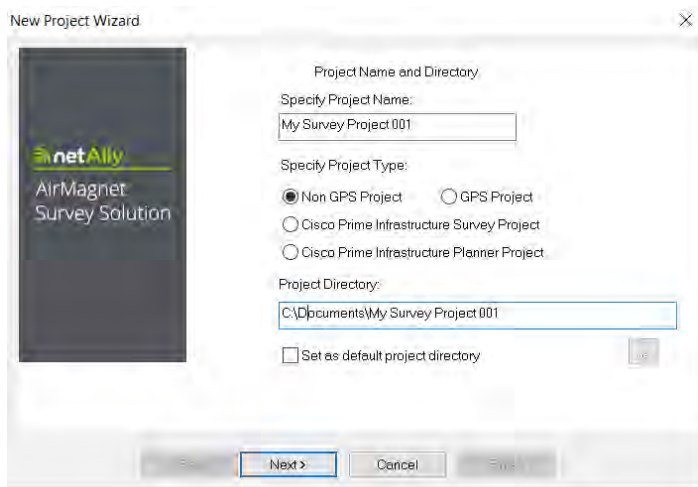 New Project Wizard
Project Name and Directory
Specify Project Name:
My Survey Project 001
netAlly
Specify Project Type:
AirMagnet
Survey Solution
Non GPS Project
GPS Project
Cisco Prime Infrastructure Survey Project
Cisco Prime Infrastructure Planner Project
Project Directory:
C:\Documents\My Survey Project 001
Set as default project directory
Next >
Cancel